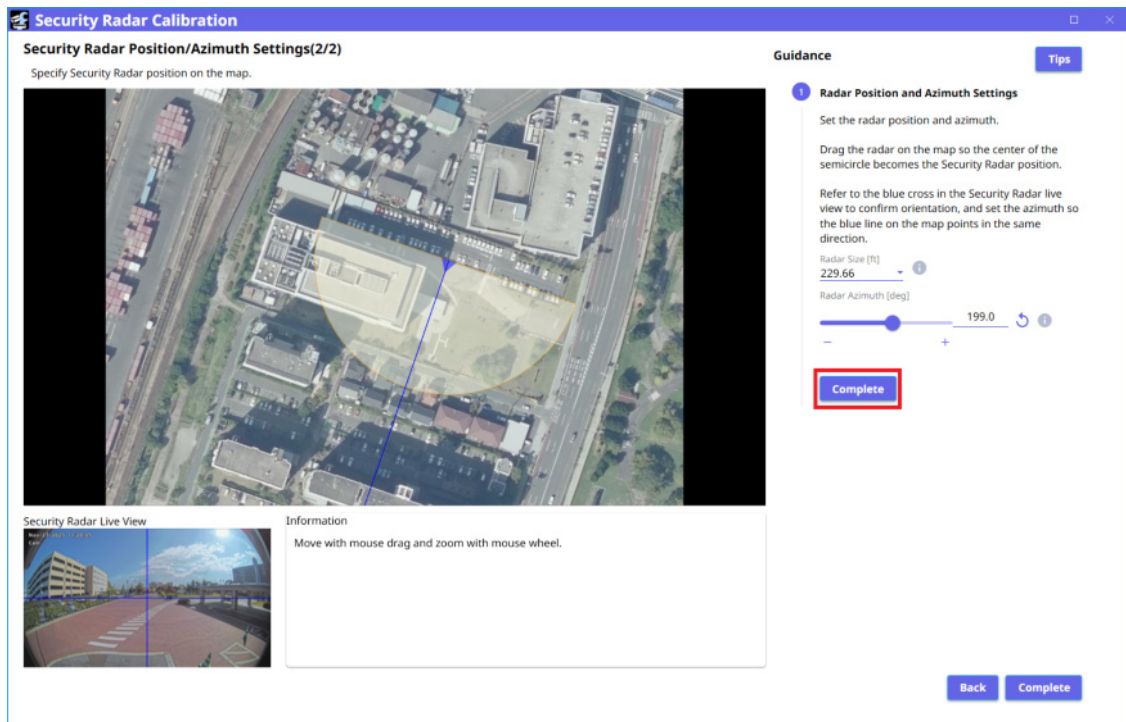 Security Radar Calibration
Security Radar Position/Azimuth Settings(2/2)
Specify Security Radar position on the map.
Guidance
Tips
1 Radar Position and Azimuth Settings
Set the radar position and azimuth.
Drag the radar on the map so the center of the
semicircle becomes the Security Radar position.
Refer to the blue cross in the Security Radar live
view to confirm orientation, and set the azimuth so
the blue line on the map points in the same
direction.
Radar Size [ft]
229.66
Radar Azimuth [deg]
199.0
− +
Complete
Security Radar Live View
Information
Move with mouse drag and zoom with mouse wheel.
Back Complete